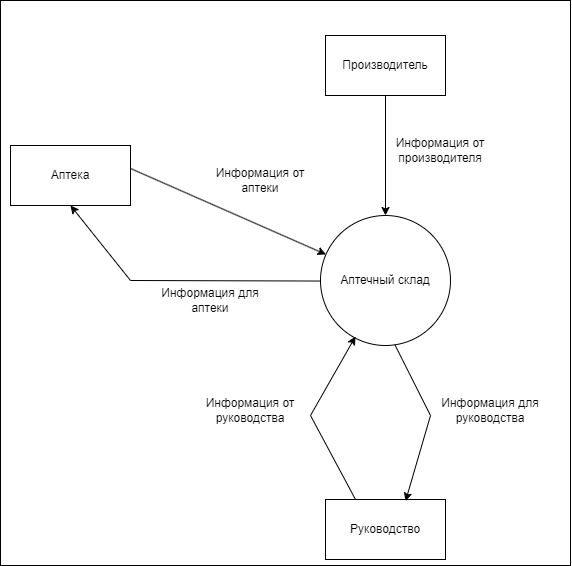 Производитель
Информация от
производителя
Аптека
Информация от
аптеки
Аптечный склад
Информация для
аптеки
Информация от
руководства
Информация для
руководства
Руководство